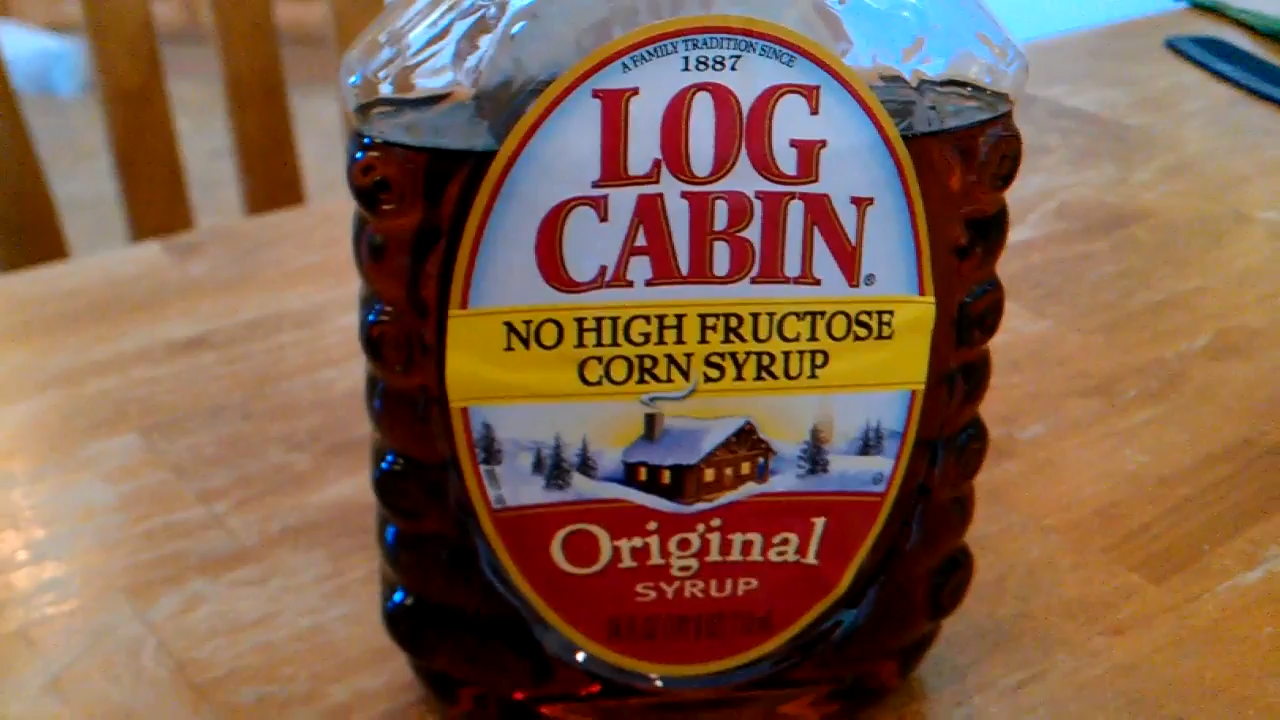 A FAMILY TRADITION SINCE
1887
LOG
CABIN®
NO HIGH FRUCTOSE
CORN SYRUP
Original
SYRUP